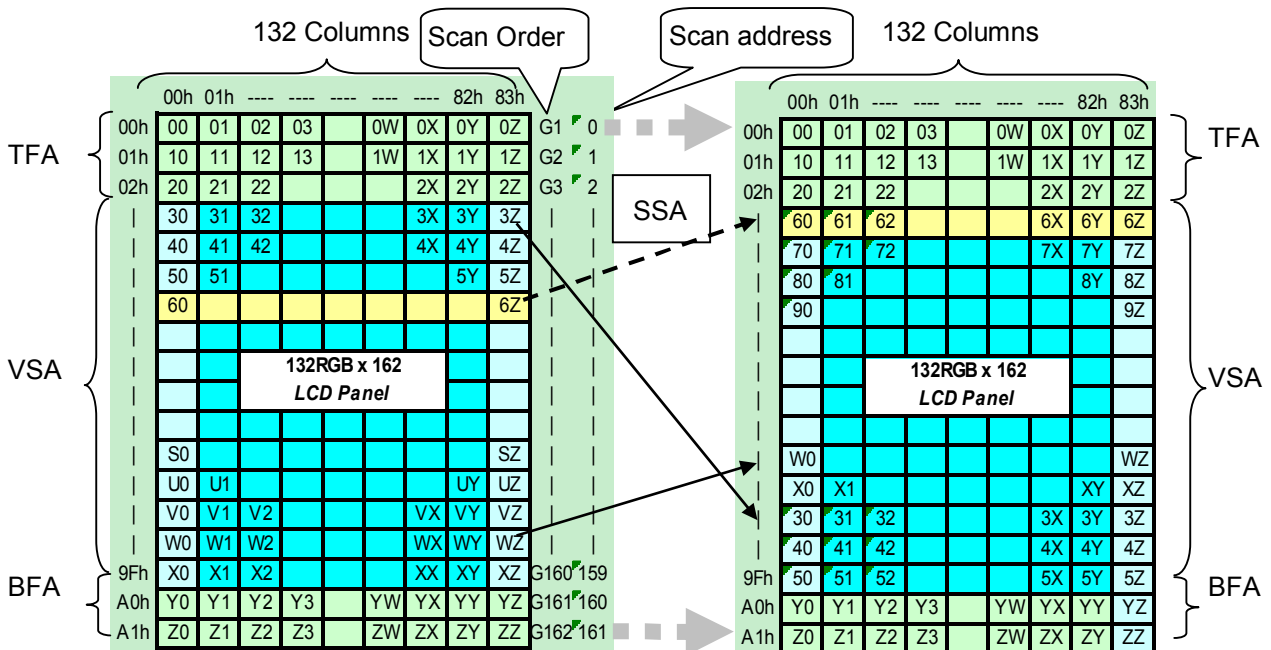 132 Columns
Scan Order
Scan address
132 Columns
00h 01h ---- ---- ---- ---- ---- 82h 83h
00h 00 01 02 03 0W 0X 0Y 0Z G1 0
01h 10 11 12 13 1W 1X 1Y 1Z G2 1
02h 20 21 22 2X 2Y 2Z G3 2
30 31 32 3X 3Y 3Z
40 41 42 4X 4Y 4Z
50 51 5Y 5Z
60 6Z
132RGB x 162
LCD Panel
S0 SZ
U0 U1 UY UZ
V0 V1 V2 VX VY VZ
W0 W1 W2 WX WY WZ
9Fh X0 X1 X2 XX XY XZ G160 159
A0h Y0 Y1 Y2 Y3 YW YX YY YZ G161 160
A1h Z0 Z1 Z2 Z3 ZW ZX ZY ZZ G162 161
TFA
VSA
BFA
SSA
00h 01h ---- ---- ---- ---- ---- 82h 83h
00h 00 01 02 03 0W 0X 0Y 0Z
01h 10 11 12 13 1W 1X 1Y 1Z
02h 20 21 22 2X 2Y 2Z
60 61 62 6X 6Y 6Z
70 71 72 7X 7Y 7Z
80 81 8Y 8Z
90 9Z
132RGB x 162
LCD Panel
W0 WZ
X0 X1 XY XZ
30 31 32 3X 3Y 3Z
40 41 42 4X 4Y 4Z
9Fh 50 51 52 5X 5Y 5Z
A0h Y0 Y1 Y2 Y3 YW YX YY YZ
A1h Z0 Z1 Z2 Z3 ZW ZX ZY ZZ
TFA
VSA
BFA